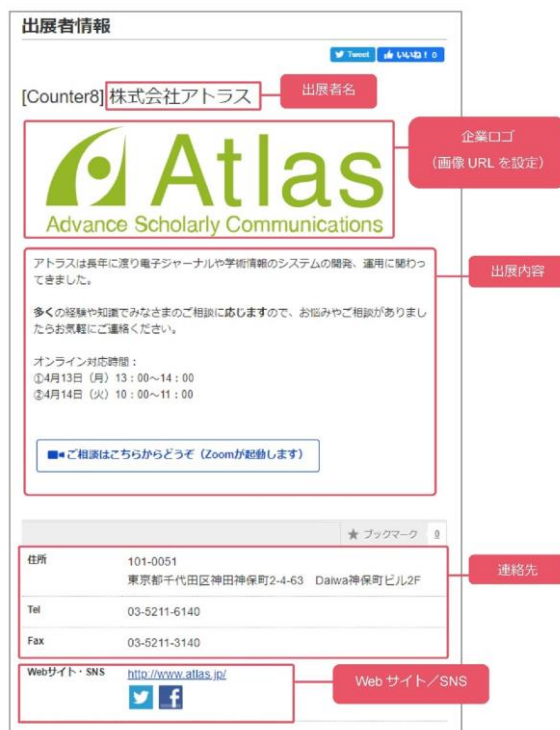 出展者情報
Tweet いいね！ 0
[Counter8] 株式会社アトラス
出展者名
企業ロゴ
（画像 URL を設定）
Atlas
Advance Scholarly Communications
アトラスは長年に渡り電子ジャーナルや学術情報のシステムの開発、運用に関わっ
てきました。
出展内容
多くの経験や知識でみなさまのご相談に応じますので、お悩みやご相談がありまし
たらお気軽にご連絡ください。
オンライン対応時間：
①4月13日（月）13：00～14：00
②4月14日（火）10：00～11：00
ご相談はこちらからどうぞ（Zoomが起動します）
★ ブックマーク 0
住所 101-0051
東京都千代田区神田神保町2-4-63 Daiwa神保町ビル2F
連絡先
Tel 03-5211-6140
Fax 03-5211-3140
Webサイト・SNS http://www.atlas.jp/
Web サイト／SNS